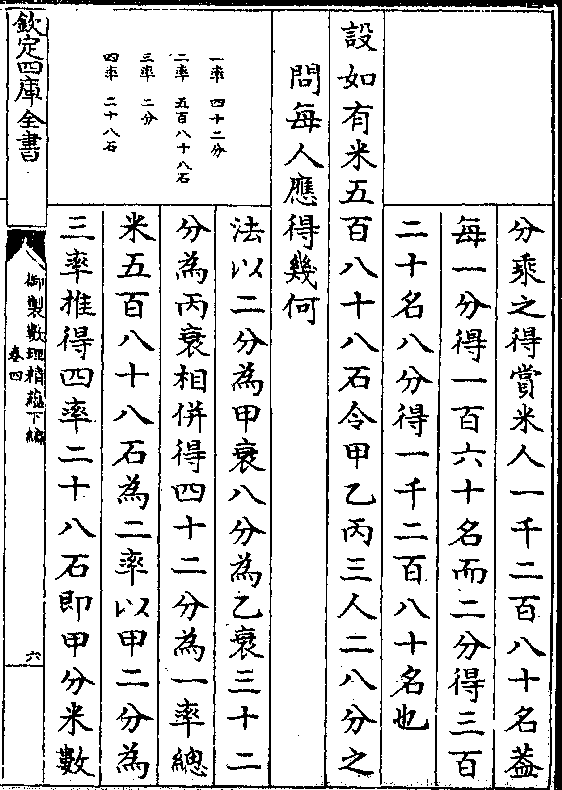 分乘之得賞米人一千二百八十名葢
每一分得一百六十名而二分得三百
二十名八分得一千二百八十名也
設如有米五百八十八石令甲乙丙三人二八分之
問每人應得幾何
一率 四十二分
二率 五百八十八石
三率 二分
四率 二十八石
法以二分為甲衰八分為乙衰三十二
分為丙衰相併得四十二分為一率總
米五百八十八石為二率以甲二分為
三率推得四率二十八石即甲分米數
欽定四庫全書
御製數理精蘊下編
卷四
六